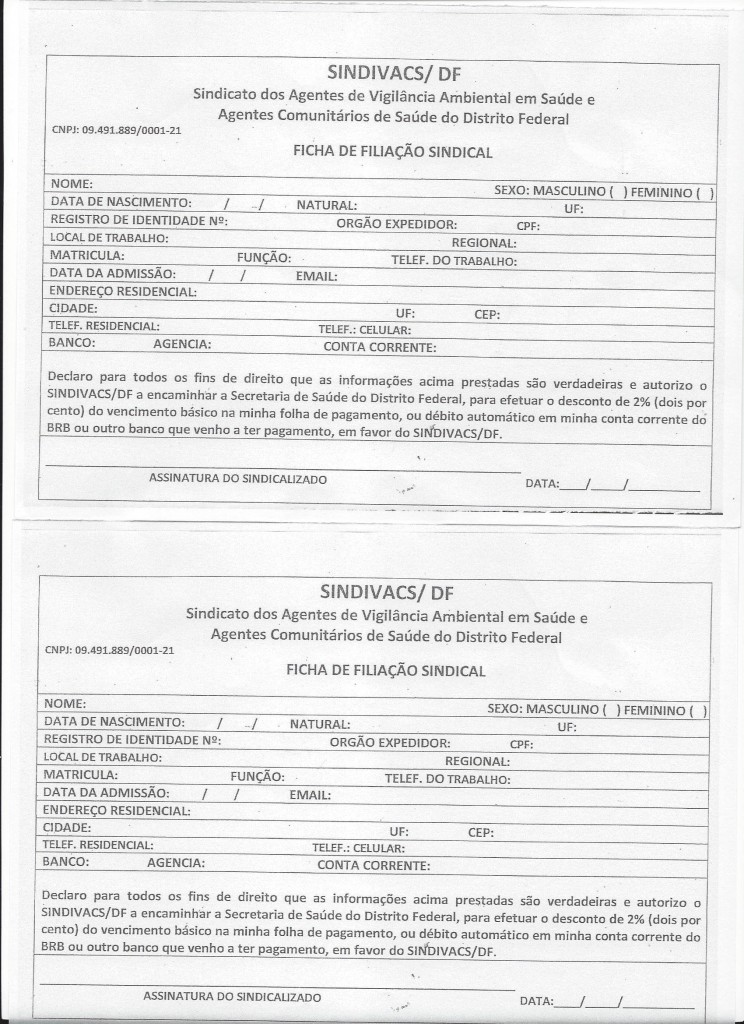 SINDIVACS/ DF
Sindicato dos Agentes de Vigilância Ambiental em Saúde e
Agentes Comunitários de Saúde do Distrito Federal
CNPJ: 09.491.889/0001-21
FICHA DE FILIAÇÃO SINDICAL
NOME: SEXO: MASCULINO ( ) FEMININO ( )
DATA DE NASCIMENTO: / / NATURAL: UF:
REGISTRO DE IDENTIDADE Nº: ORGÃO EXPEDIDOR: CPF:
LOCAL DE TRABALHO: REGIONAL:
MATRICULA: FUNÇÃO: TELEF. DO TRABALHO:
DATA DA ADMISSÃO: / / EMAIL:
ENDEREÇO RESIDENCIAL:
CIDADE: UF: CEP:
TELEF. RESIDENCIAL: TELEF.: CELULAR:
BANCO: AGENCIA: CONTA CORRENTE:
Declaro para todos os fins de direito que as informações acima prestadas são verdadeiras e autorizo o
SINDIVACS/DF a encaminhar a Secretaria de Saúde do Distrito Federal, para efetuar o desconto de 2% (dois por
cento) do vencimento básico na minha folha de pagamento, ou débito automático em minha conta corrente do
BRB ou outro banco que venho a ter pagamento, em favor do SINDIVACS/DF.
ASSINATURA DO SINDICALIZADO DATA:____/____/________
SINDIVACS/ DF
Sindicato dos Agentes de Vigilância Ambiental em Saúde e
Agentes Comunitários de Saúde do Distrito Federal
CNPJ: 09.491.889/0001-21
FICHA DE FILIAÇÃO SINDICAL
NOME: SEXO: MASCULINO ( ) FEMININO ( )
DATA DE NASCIMENTO: / / NATURAL: UF:
REGISTRO DE IDENTIDADE Nº: ORGÃO EXPEDIDOR: CPF:
LOCAL DE TRABALHO: REGIONAL:
MATRICULA: FUNÇÃO: TELEF. DO TRABALHO:
DATA DA ADMISSÃO: / / EMAIL:
ENDEREÇO RESIDENCIAL:
CIDADE: UF: CEP:
TELEF. RESIDENCIAL: TELEF.: CELULAR:
BANCO: AGENCIA: CONTA CORRENTE:
Declaro para todos os fins de direito que as informações acima prestadas são verdadeiras e autorizo o
SINDIVACS/DF a encaminhar a Secretaria de Saúde do Distrito Federal, para efetuar o desconto de 2% (dois por
cento) do vencimento básico na minha folha de pagamento, ou débito automático em minha conta corrente do
BRB ou outro banco que venho a ter pagamento, em favor do SINDIVACS/DF.
ASSINATURA DO SINDICALIZADO DATA:____/____/________